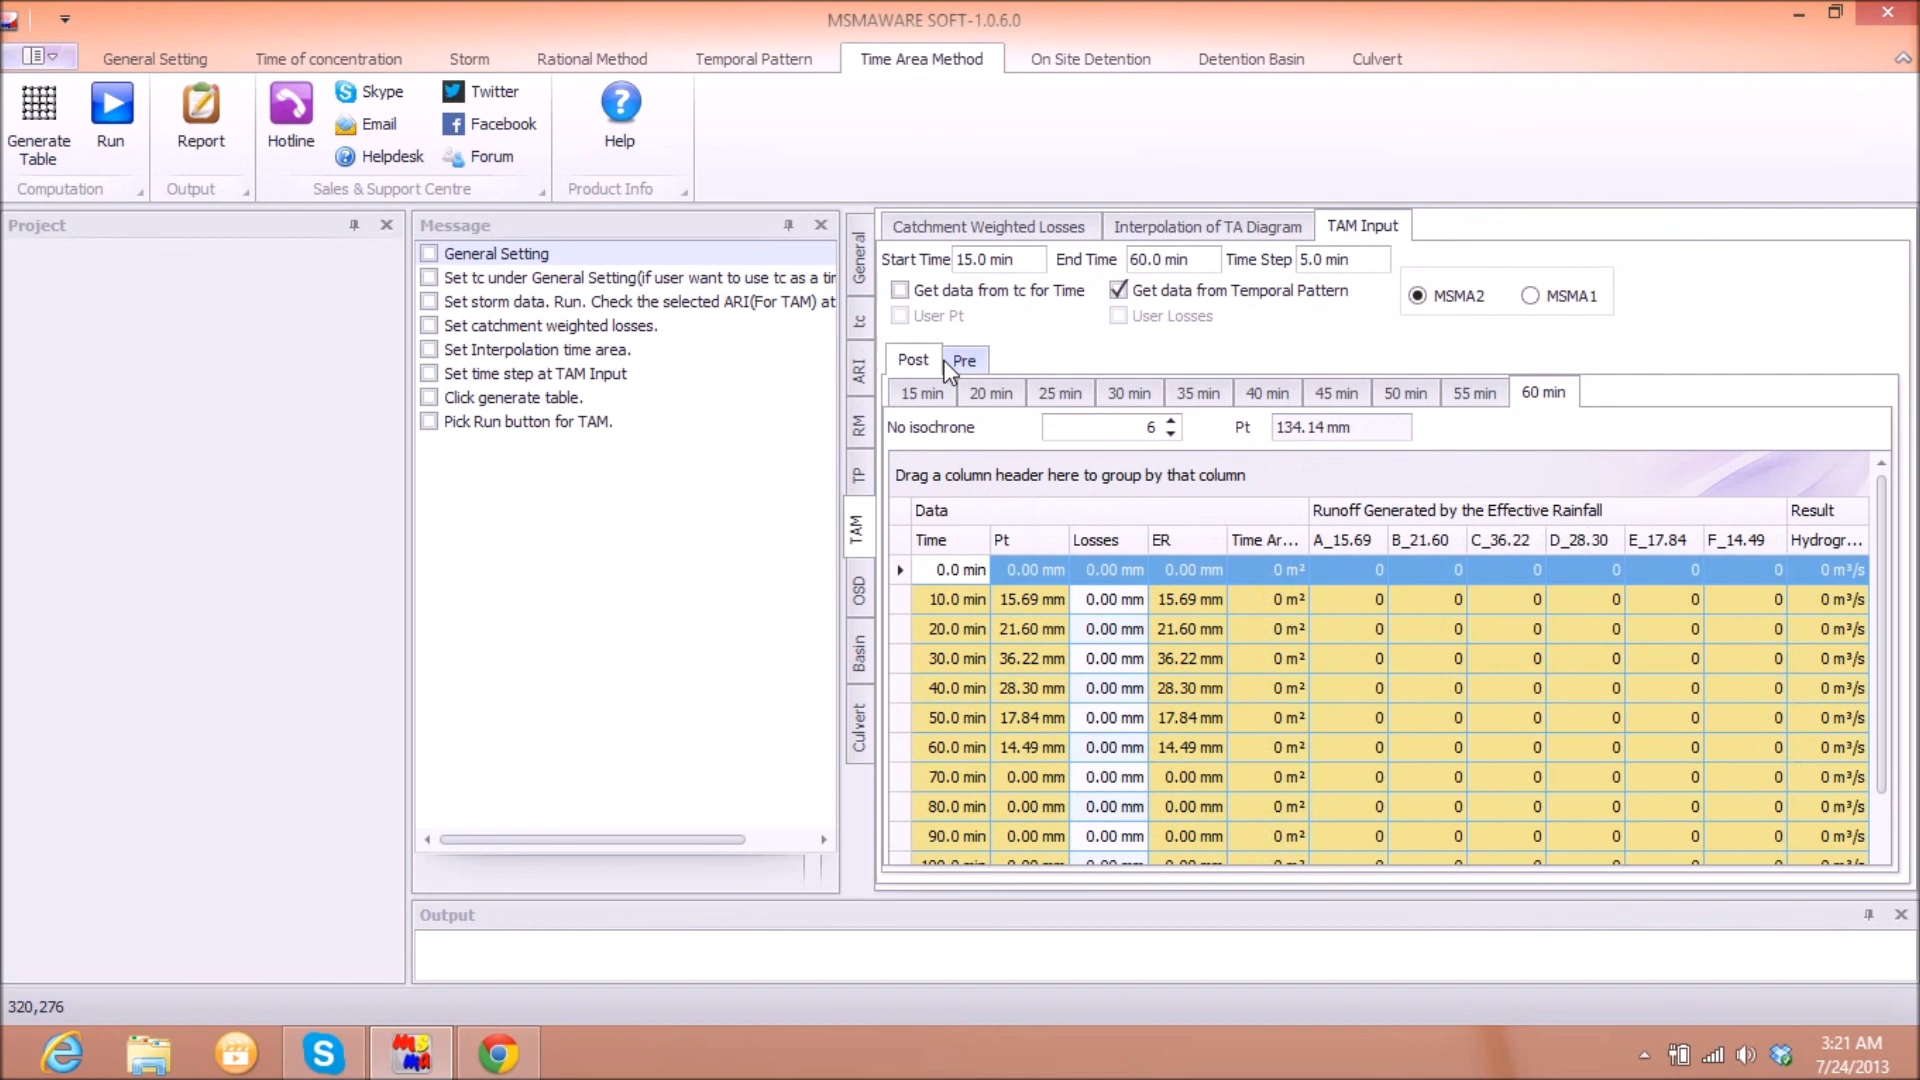 MSMAWARE SOFT-1.0.6.0
General Setting
Time of concentration
Storm
Rational Method
Temporal Pattern
Time Area Method
On Site Detention
Detention Basin
Culvert
Generate Table
Run
Report
Hotline
Skype
Email
Helpdesk
Twitter
Facebook
Forum
Help
Computation
Output
Sales & Support Centre
Product Info
Project
Message
General Setting
Set tc under General Setting(if user want to use tc as a tir
Set storm data. Run. Check the selected ARI(For TAM) at
Set catchment weighted losses.
Set Interpolation time area.
Set time step at TAM Input
Click generate table.
Pick Run button for TAM.
General
tc
ARI
RM
TP
TAM
OSD
Basin
Culvert
Catchment Weighted Losses
Interpolation of TA Diagram
TAM Input
Start Time 15.0 min End Time 60.0 min Time Step 5.0 min
Get data from tc for Time
Get data from Temporal Pattern
MSMA2
MSMA1
User Pt
User Losses
Post
Pre
15 min 20 min 25 min 30 min 35 min 40 min 45 min 50 min 55 min 60 min
No isochrone 6 Pt 134.14 mm
Drag a column header here to group by that column
Data Runoff Generated by the Effective Rainfall Result
Time Pt Losses ER Time Ar... A_15.69 B_21.60 C_36.22 D_28.30 E_17.84 F_14.49 Hydrogr...
0.0 min 0.00 mm 0.00 mm 0.00 mm 0 m² 0 0 0 0 0 0 0 m³/s
10.0 min 15.69 mm 0.00 mm 15.69 mm 0 m² 0 0 0 0 0 0 0 m³/s
20.0 min 21.60 mm 0.00 mm 21.60 mm 0 m² 0 0 0 0 0 0 0 m³/s
30.0 min 36.22 mm 0.00 mm 36.22 mm 0 m² 0 0 0 0 0 0 0 m³/s
40.0 min 28.30 mm 0.00 mm 28.30 mm 0 m² 0 0 0 0 0 0 0 m³/s
50.0 min 17.84 mm 0.00 mm 17.84 mm 0 m² 0 0 0 0 0 0 0 m³/s
60.0 min 14.49 mm 0.00 mm 14.49 mm 0 m² 0 0 0 0 0 0 0 m³/s
70.0 min 0.00 mm 0.00 mm 0.00 mm 0 m² 0 0 0 0 0 0 0 m³/s
80.0 min 0.00 mm 0.00 mm 0.00 mm 0 m² 0 0 0 0 0 0 0 m³/s
90.0 min 0.00 mm 0.00 mm 0.00 mm 0 m² 0 0 0 0 0 0 0 m³/s
Output
320,276
MS
MA
3:21 AM
7/24/2013